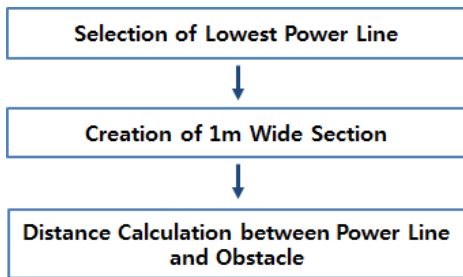 Selection of Lowest Power Line
Creation of 1m Wide Section
Distance Calculation between Power Line
and Obstacle